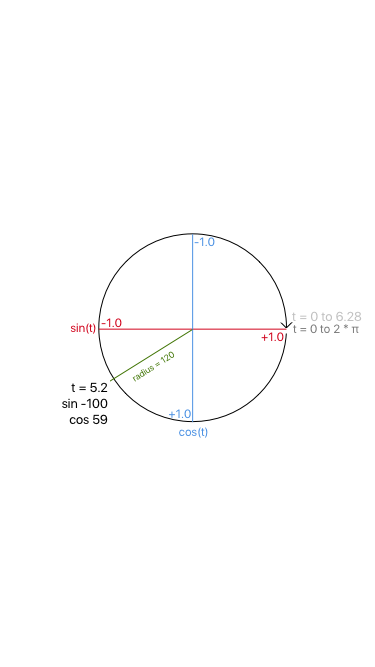 -1.0
t = 0 to 6.28
-1.0
sin(t)
t = 0 to 2 * π
+1.0
radius = 120
t = 5.2
sin -100
cos 59
+1.0
cos(t)